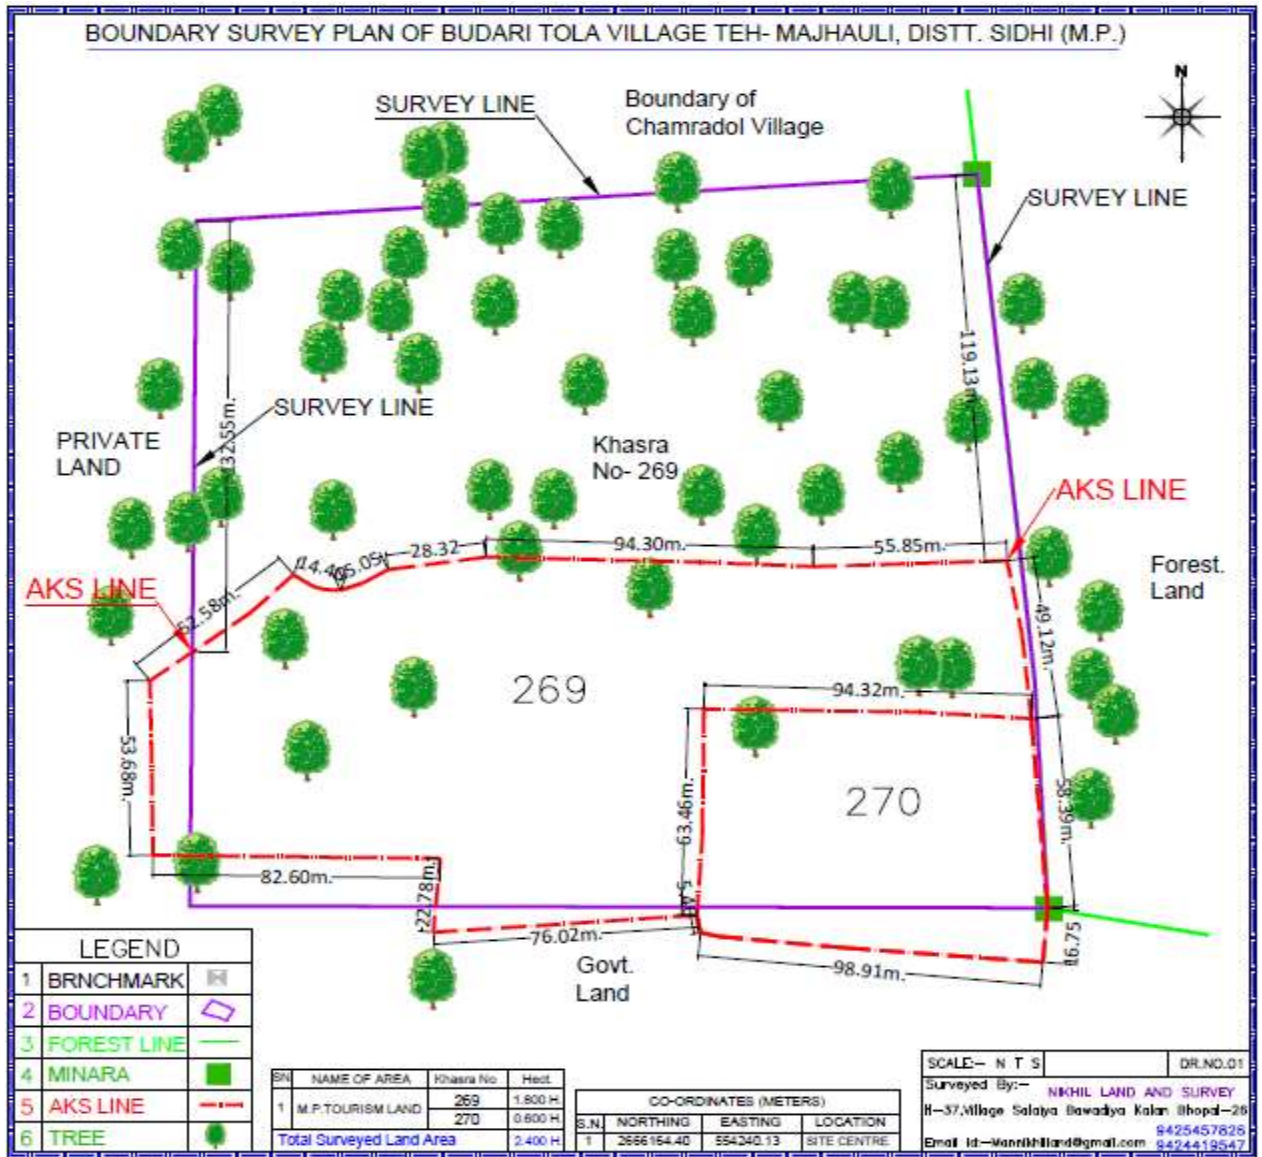 BOUNDARY SURVEY PLAN OF BUDARI TOLA VILLAGE TEH- MAJHAULI, DISTT. SIDHI (M.P.)
N
SURVEY LINE
Boundary of
Chamradol Village
SURVEY LINE
119.13m.
SURVEY LINE
132.55m.
PRIVATE
LAND
Khasra
No- 269
AKS LINE
94.30m.
55.85m.
28.32
Forest.
Land
AKS LINE
49.12m.
269
94.32m.
53.68m.
63.46m.
270
58.39m.
82.60m.
22.78m.
76.02m.
16.75
98.91m.
Govt.
Land
LEGEND
1 BRNCHMARK
2 BOUNDARY
3 FOREST LINE
4 MINARA
5 AKS LINE
6 TREE
SN NAME OF AREA Khasra No Hect.
1 M.P.TOURISM LAND 269 1.800 H.
270 0.600 H.
Total Surveyed Land Area 2.400 H.
CO-ORDINATES (METERS)
S.N. NORTHING EASTING LOCATION
1 2666164.40 554240.13 SITE CENTRE
SCALE:- N T S DR.NO.01
Surveyed By:-
NIKHIL LAND AND SURVEY
H-37,Village Salaiya Bawadiya Kalan Bhopal-26
9425457826
Email Id:- 9424419547